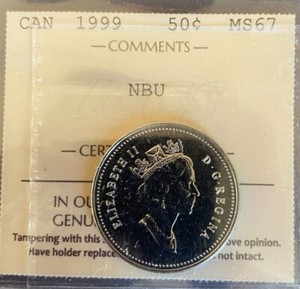 CAN 1999 50¢ MS67
COMMENTS
NBU
CERT
IN OU
GENU
ELIZABETH II D·G·REGINA
Tampering with this ove opinion.
Have holder replace not intact.